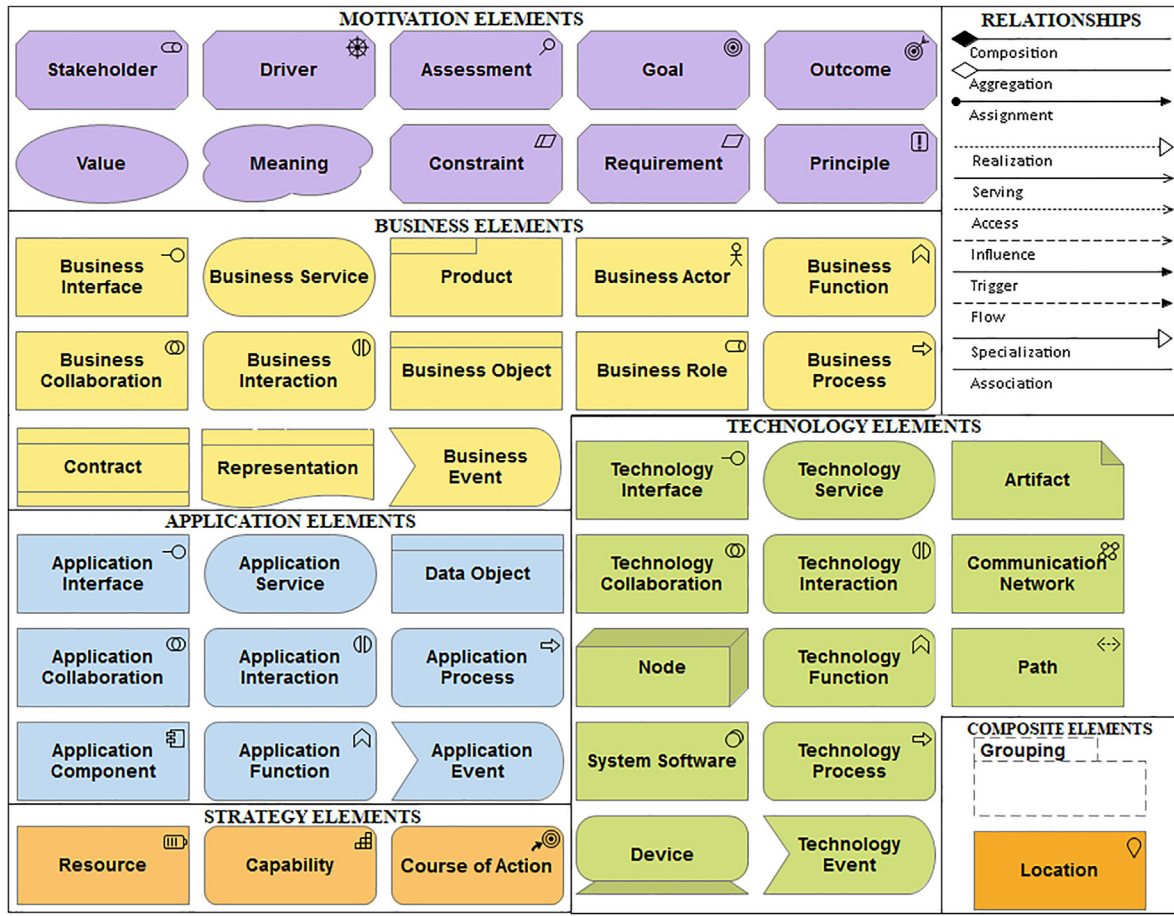 MOTIVATION ELEMENTS
Stakeholder
Driver
Assessment
Goal
Outcome
Value
Meaning
Constraint
Requirement
Principle
RELATIONSHIPS
Composition
Aggregation
Assignment
Realization
Serving
Access
Influence
Trigger
Flow
Specialization
Association
BUSINESS ELEMENTS
Business
Interface
Business Service
Product
Business Actor
Business
Function
Business
Collaboration
Business
Interaction
Business Object
Business Role
Business
Process
Contract
Representation
Business
Event
TECHNOLOGY ELEMENTS
Technology
Interface
Technology
Service
Artifact
Technology
Collaboration
Technology
Interaction
Communication
Network
Node
Technology
Function
Path
System Software
Technology
Process
Device
Technology
Event
APPLICATION ELEMENTS
Application
Interface
Application
Service
Data Object
Application
Collaboration
Application
Interaction
Application
Process
Application
Component
Application
Function
Application
Event
STRATEGY ELEMENTS
Resource
Capability
Course of Action
COMPOSITE ELEMENTS
Grouping
Location